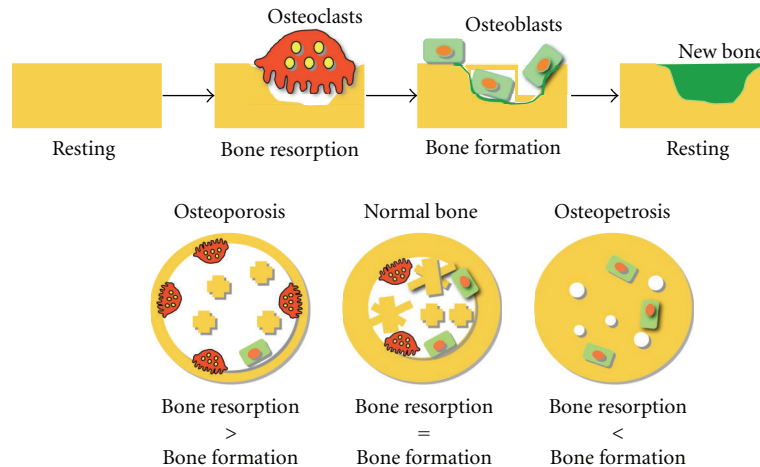 Osteoclasts
Osteoblasts
New bone
Resting
Bone resorption
Bone formation
Resting
Osteoporosis
Normal bone
Osteopetrosis
Bone resorption
>
Bone formation
Bone resorption
=
Bone formation
Bone resorption
<
Bone formation